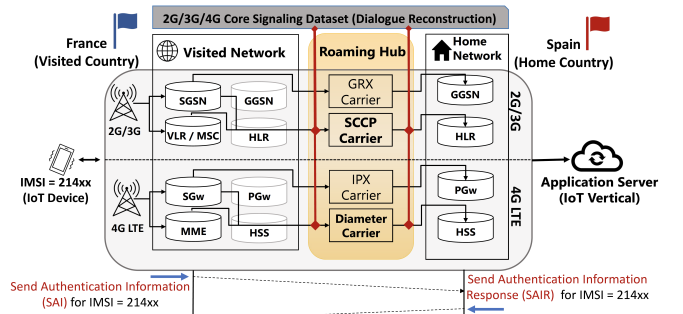 2G/3G/4G Core Signaling Dataset (Dialogue Reconstruction)
France
(Visited Country)
Visited Network
Roaming Hub
Home
Network
Spain
(Home Country)
SGSN
GGSN
GRX
Carrier
GGSN
2G/3G
VLR / MSC
HLR
SCCP
Carrier
HLR
2G/3G
IMSI = 214xx
(IoT Device)
Application Server
(IoT Vertical)
SGw
PGw
IPX
Carrier
PGw
4G LTE
MME
HSS
Diameter
Carrier
HSS
4G LTE
Send Authentication Information
(SAI) for IMSI = 214xx
Send Authentication Information
Response (SAIR) for IMSI = 214xx